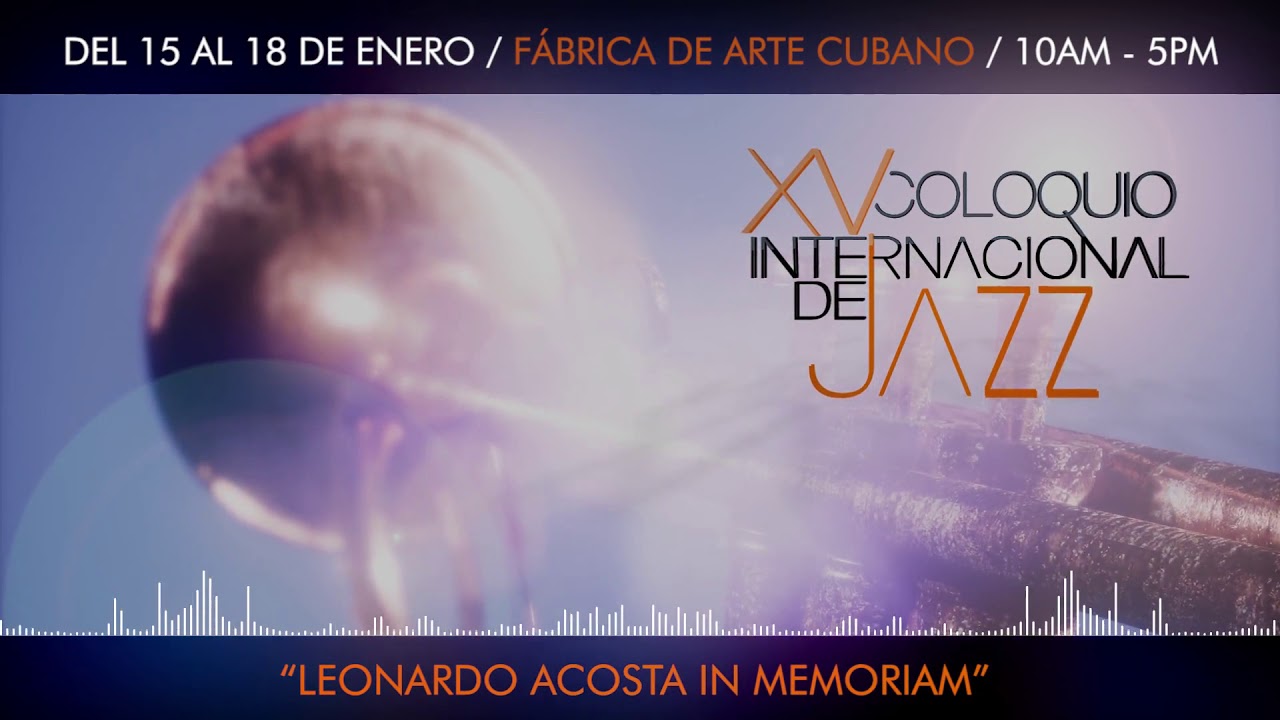 DEL 15 AL 18 DE ENERO / FÁBRICA DE ARTE CUBANO / 10AM - 5PM
XV COLOQUIO
INTERNACIONAL
DE
JAZZ
“LEONARDO ACOSTA IN MEMORIAM”